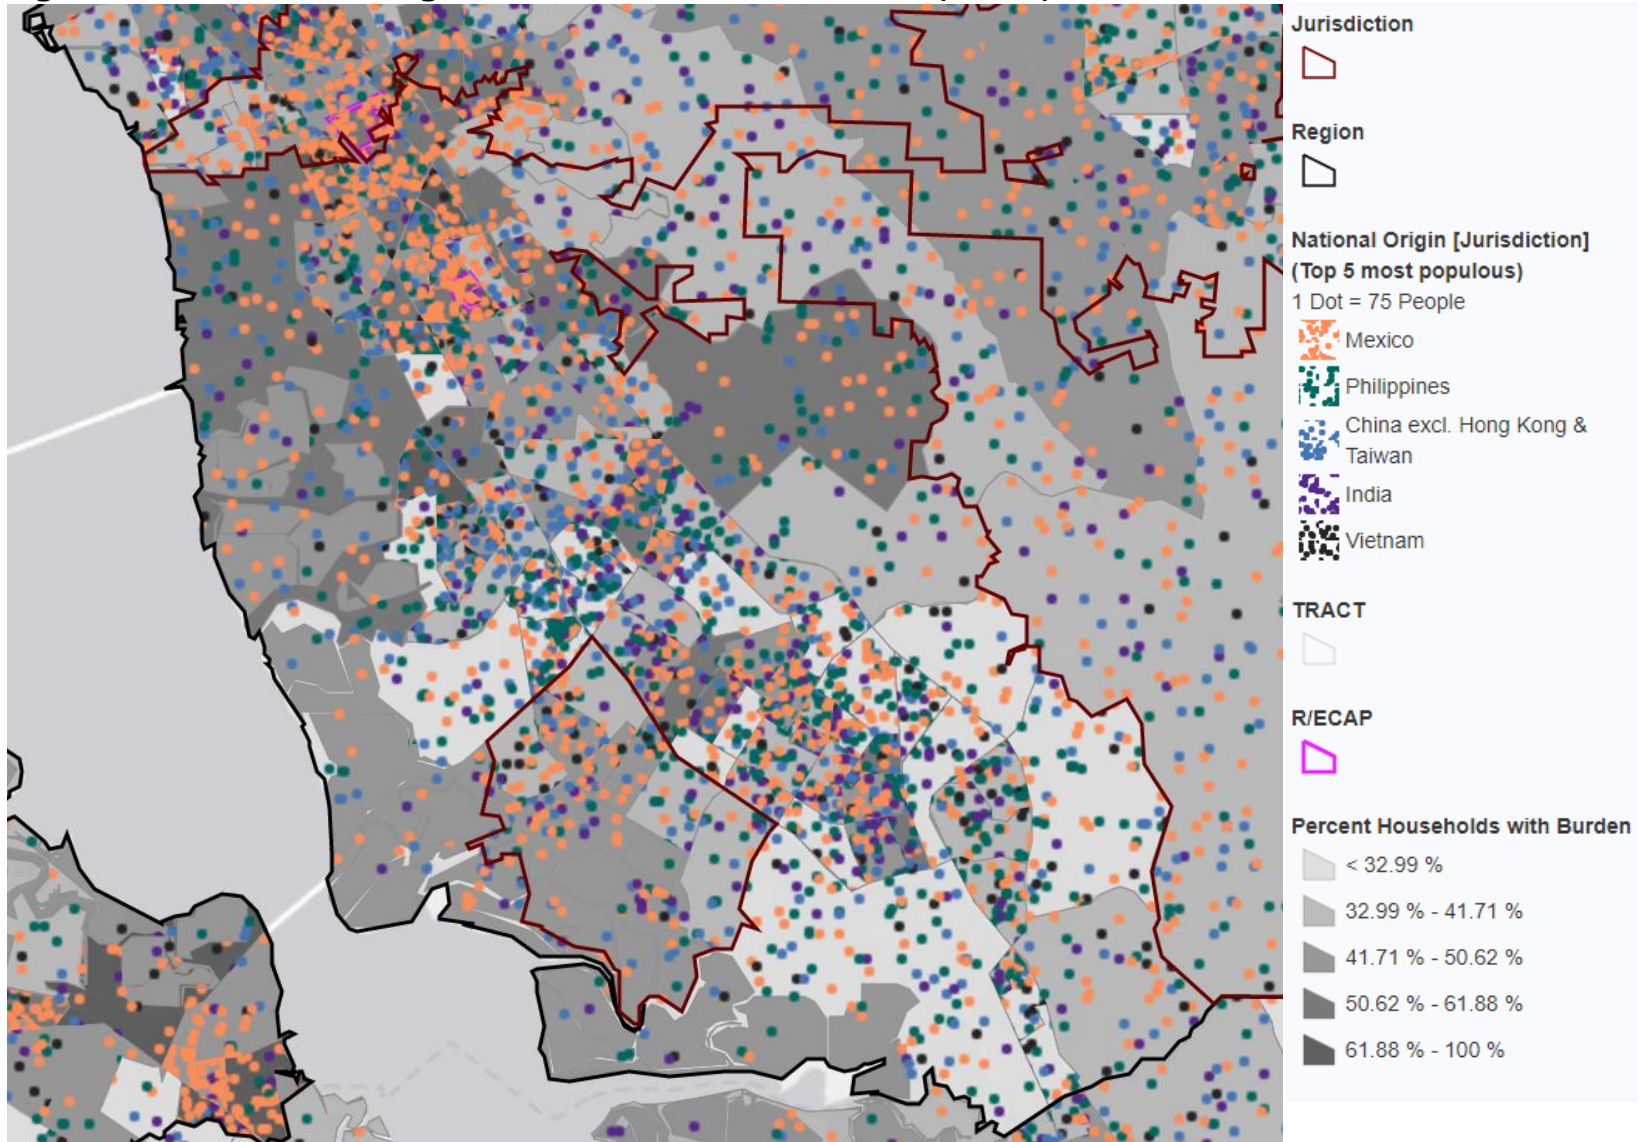 Jurisdiction
Region
National Origin [Jurisdiction]
(Top 5 most populous)
1 Dot = 75 People
Mexico
Philippines
China excl. Hong Kong &
Taiwan
India
Vietnam
TRACT
R/ECAP
Percent Households with Burden
< 32.99 %
32.99 % - 41.71 %
41.71 % - 50.62 %
50.62 % - 61.88 %
61.88 % - 100 %